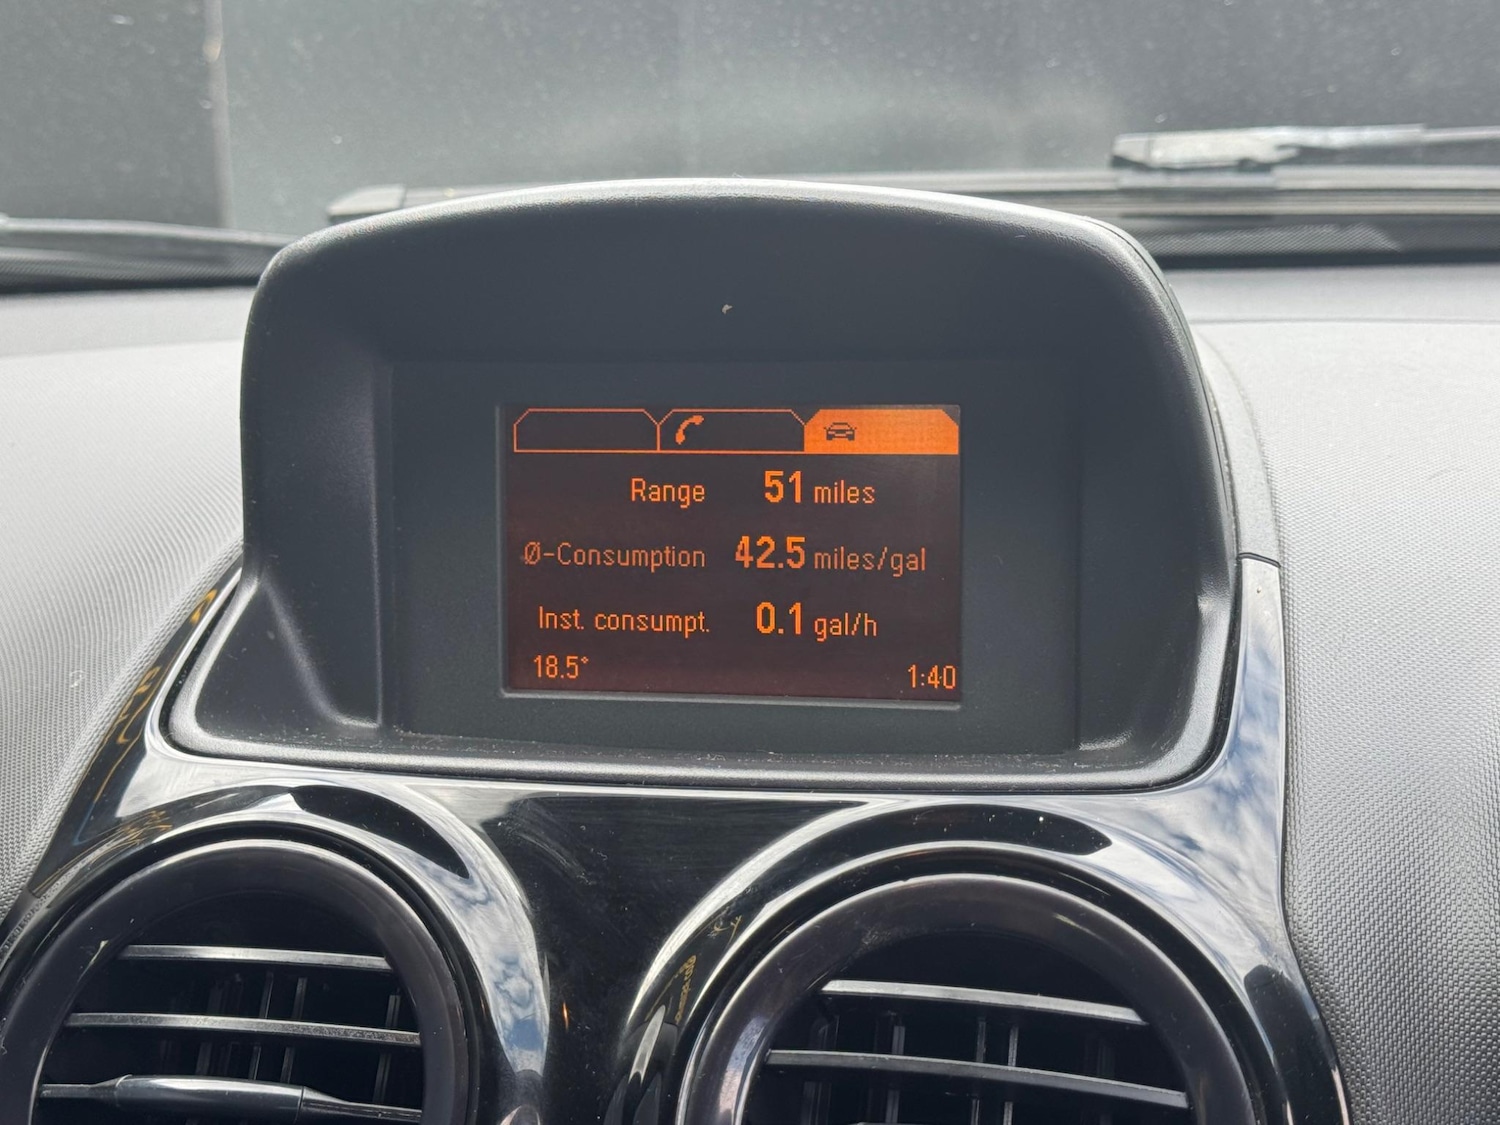 Range 51 miles
Ø-Consumption 42.5 miles/gal
Inst. consumpt. 0.1 gal/h
18.5° 1:40